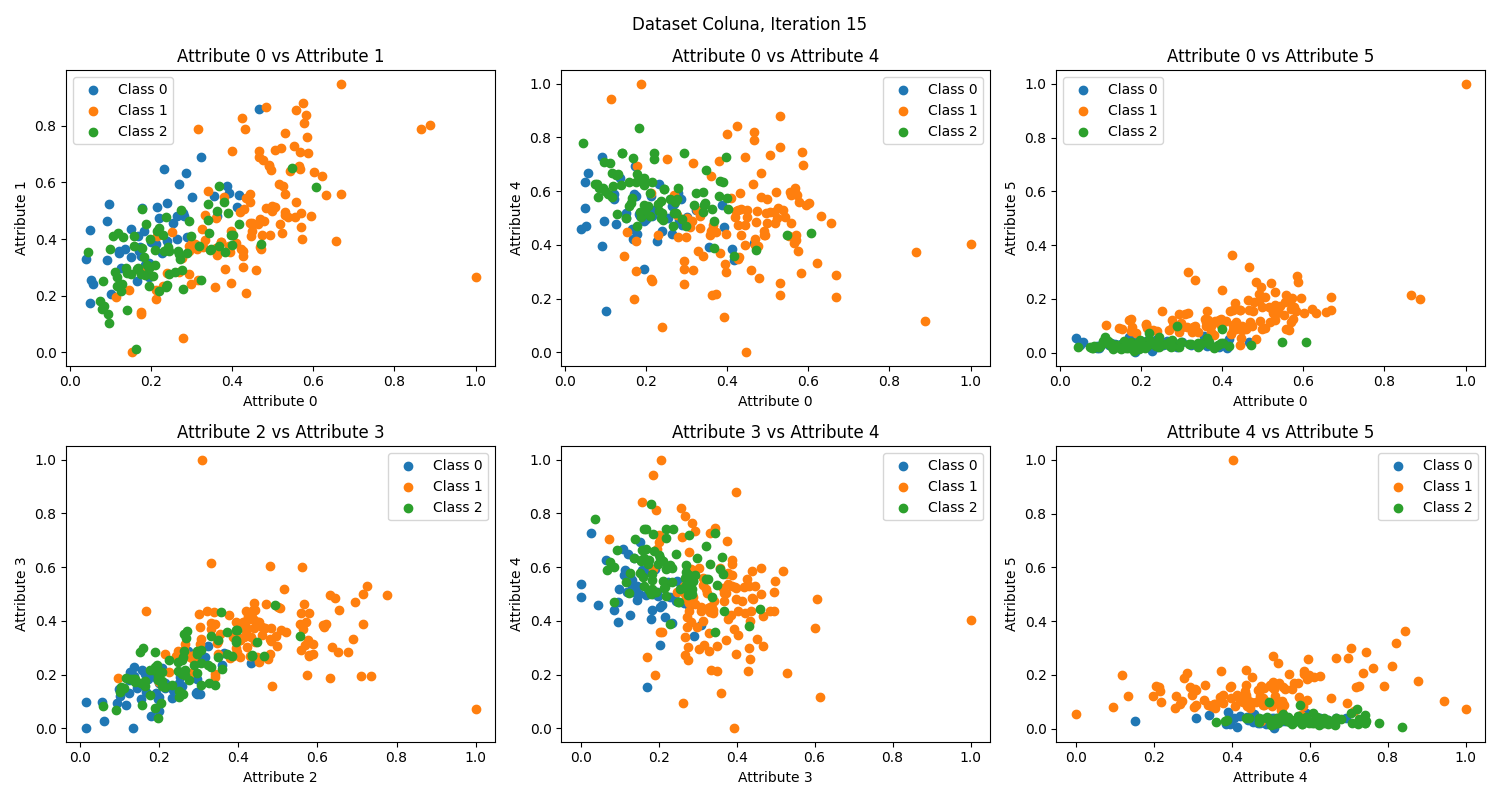 Dataset Coluna, Iteration 15
Attribute 0 vs Attribute 1
Class 0
Class 1
Class 2
Attribute 1
0.8
0.6
0.4
0.2
0.0
0.0 0.2 0.4 0.6 0.8 1.0
Attribute 0
Attribute 0 vs Attribute 4
Class 0
Class 1
Class 2
Attribute 4
1.0
0.8
0.6
0.4
0.2
0.0
0.0 0.2 0.4 0.6 0.8 1.0
Attribute 0
Attribute 0 vs Attribute 5
Class 0
Class 1
Class 2
Attribute 5
1.0
0.8
0.6
0.4
0.2
0.0
0.0 0.2 0.4 0.6 0.8 1.0
Attribute 0
Attribute 2 vs Attribute 3
Class 0
Class 1
Class 2
Attribute 3
1.0
0.8
0.6
0.4
0.2
0.0
0.0 0.2 0.4 0.6 0.8 1.0
Attribute 2
Attribute 3 vs Attribute 4
Class 0
Class 1
Class 2
Attribute 4
1.0
0.8
0.6
0.4
0.2
0.0
0.0 0.2 0.4 0.6 0.8 1.0
Attribute 3
Attribute 4 vs Attribute 5
Class 0
Class 1
Class 2
Attribute 5
1.0
0.8
0.6
0.4
0.2
0.0
0.0 0.2 0.4 0.6 0.8 1.0
Attribute 4